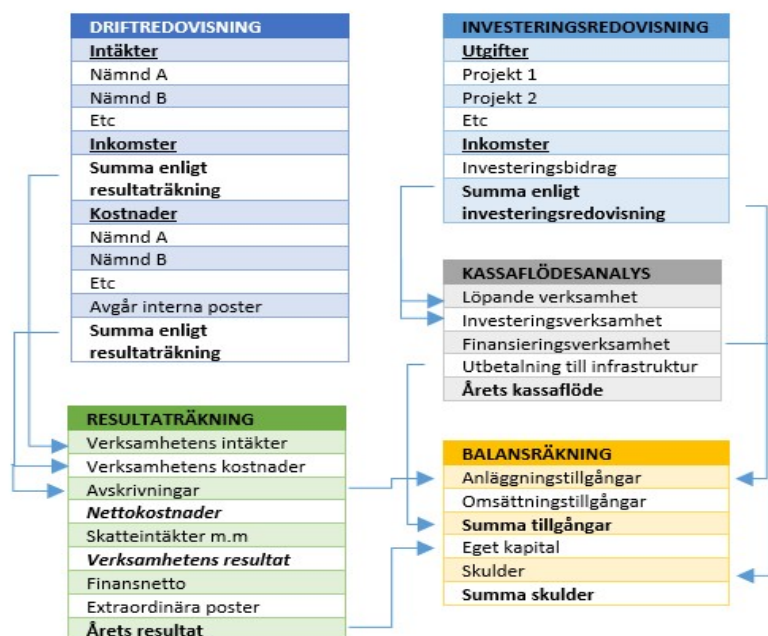 DRIFTREDOVISNING
Intäkter
Nämnd A
Nämnd B
Etc
Inkomster
Summa enligt
resultaträkning
Kostnader
Nämnd A
Nämnd B
Etc
Avgår interna poster
Summa enligt
resultaträkning
INVESTERINGSREDOVISNING
Utgifter
Projekt 1
Projekt 2
Etc
Inkomster
Investeringsbidrag
Summa enligt
investeringsredovisning
KASSAFLÖDESANALYS
Löpande verksamhet
Investeringsverksamhet
Finansieringsverksamhet
Utbetalning till infrastruktur
Årets kassaflöde
RESULTATRÄKNING
Verksamhetens intäkter
Verksamhetens kostnader
Avskrivningar
Nettokostnader
Skatteintäkter m.m
Verksamhetens resultat
Finansnetto
Extraordinära poster
Årets resultat
BALANSRÄKNING
Anläggningstillgångar
Omsättningstillgångar
Summa tillgångar
Eget kapital
Skulder
Summa skulder